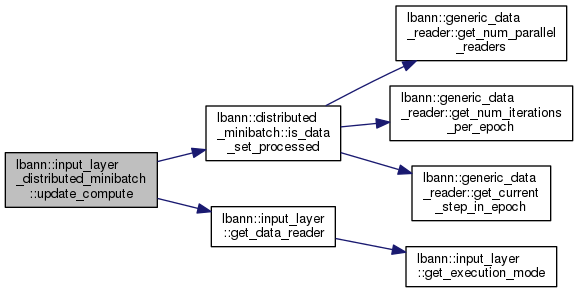 lbann::input_layer
_distributed_minibatch
::update_compute
lbann::distributed
_minibatch::is_data
_set_processed
lbann::generic_data
_reader::get_num_parallel
_readers
lbann::generic_data
_reader::get_num_iterations
_per_epoch
lbann::generic_data
_reader::get_current
_step_in_epoch
lbann::input_layer
::get_data_reader
lbann::input_layer
::get_execution_mode